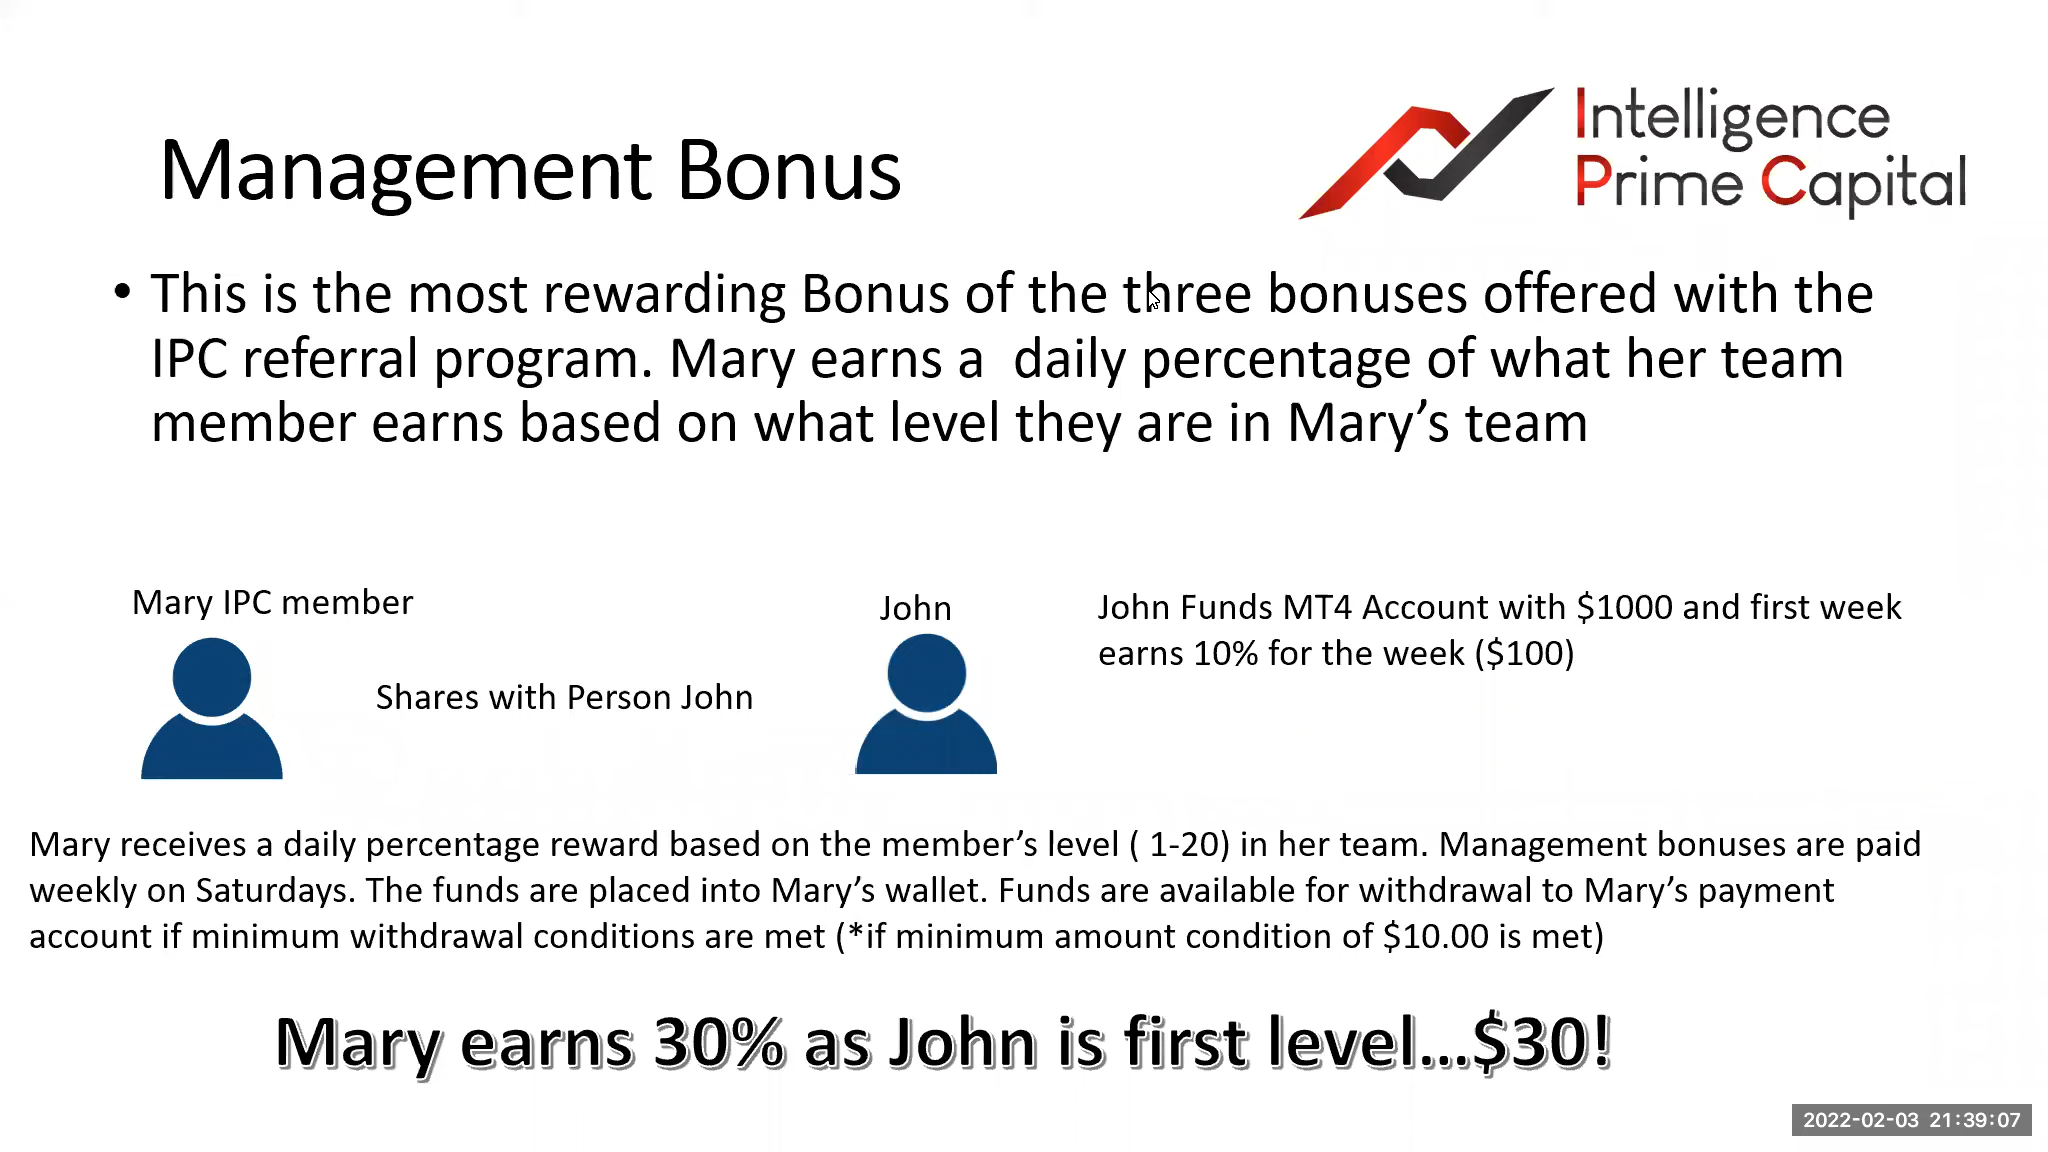 Intelligence
Prime Capital
Management Bonus
• This is the most rewarding Bonus of the three bonuses offered with the
IPC referral program. Mary earns a  daily percentage of what her team
member earns based on what level they are in Mary’s team
Mary IPC member
Shares with Person John
John
John Funds MT4 Account with $1000 and first week
earns 10% for the week ($100)
Mary receives a daily percentage reward based on the member’s level ( 1-20) in her team. Management bonuses are paid
weekly on Saturdays. The funds are placed into Mary’s wallet. Funds are available for withdrawal to Mary’s payment
account if minimum withdrawal conditions are met (*if minimum amount condition of $10.00 is met)
Mary earns 30% as John is first level...$30!
2022-02-03 21:39:07